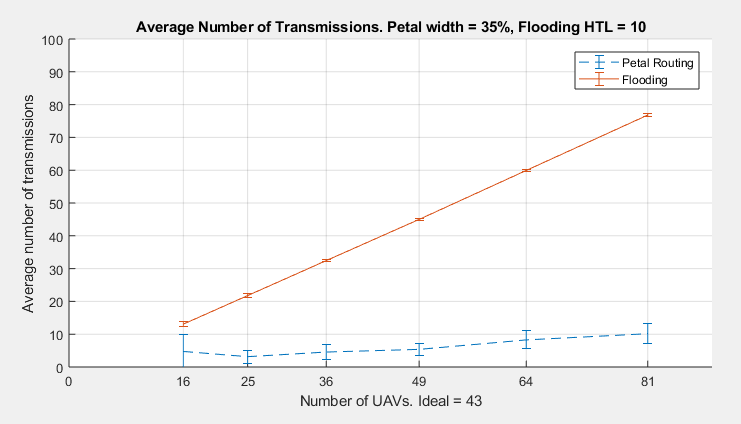 Average Number of Transmissions. Petal width = 35%, Flooding HTL = 10
100
90
80
70
60
50
40
30
20
10
0
Average number of transmissions
Petal Routing
Flooding
0 16 25 36 49 64 81
Number of UAVs. Ideal = 43